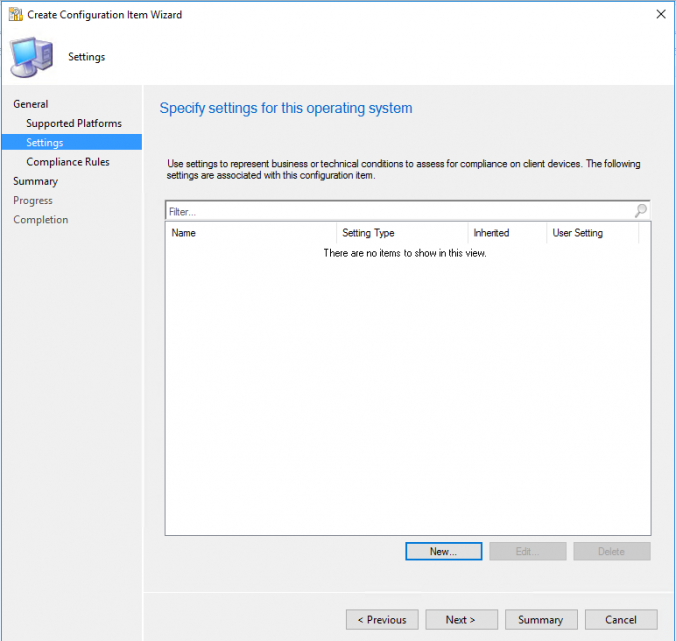 Create Configuration Item Wizard
Settings
General
Supported Platforms
Settings
Compliance Rules
Summary
Progress
Completion
Specify settings for this operating system
Use settings to represent business or technical conditions to assess for compliance on client devices. The following
settings are associated with this configuration item.
Filter...
Name Setting Type Inherited User Setting
There are no items to show in this view.
New... Edit... Delete
< Previous Next > Summary Cancel